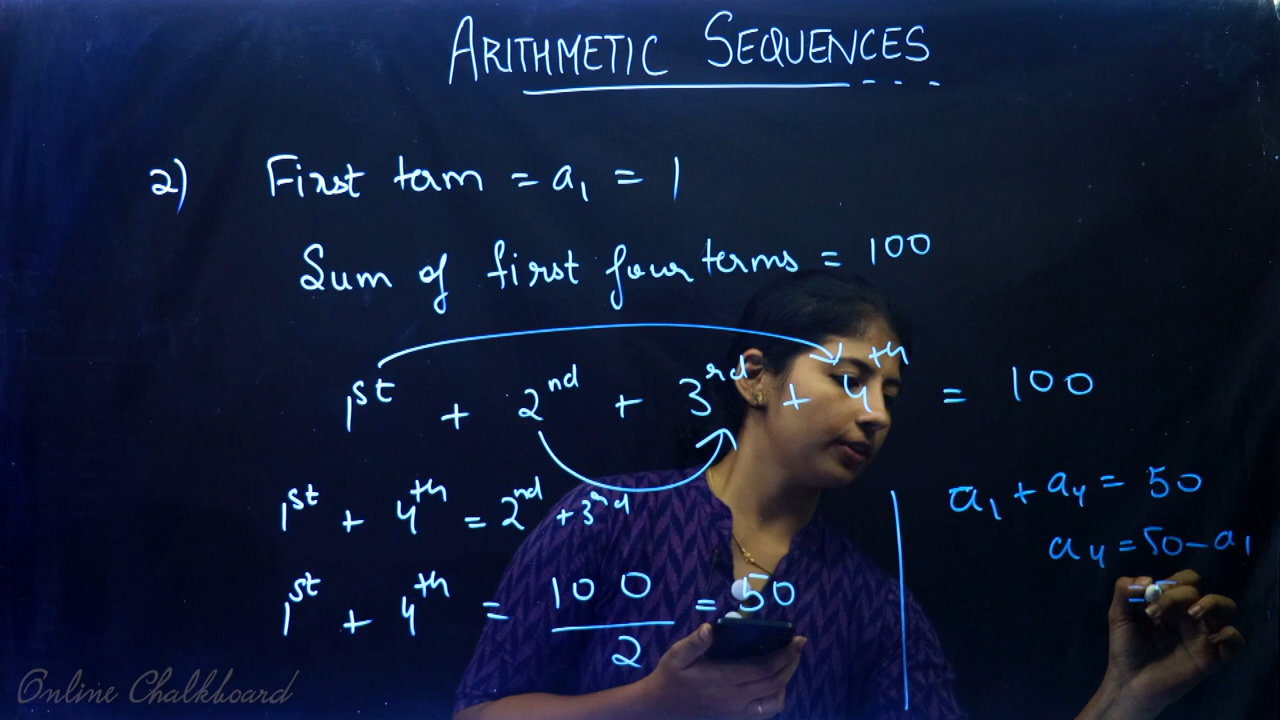 ARITHMETIC SEQUENCES
2) First term = a₁ = 1
Sum of first four terms = 100
1ˢᵗ + 2ⁿᵈ + 3ʳᵈ + 4ᵗʰ = 100
1ˢᵗ + 4ᵗʰ = 2ⁿᵈ + 3ʳᵈ
1ˢᵗ + 4ᵗʰ = 100/2 = 50
a₁ + a₄ = 50
a₄ = 50 - a₁
=
Online Chalkboard